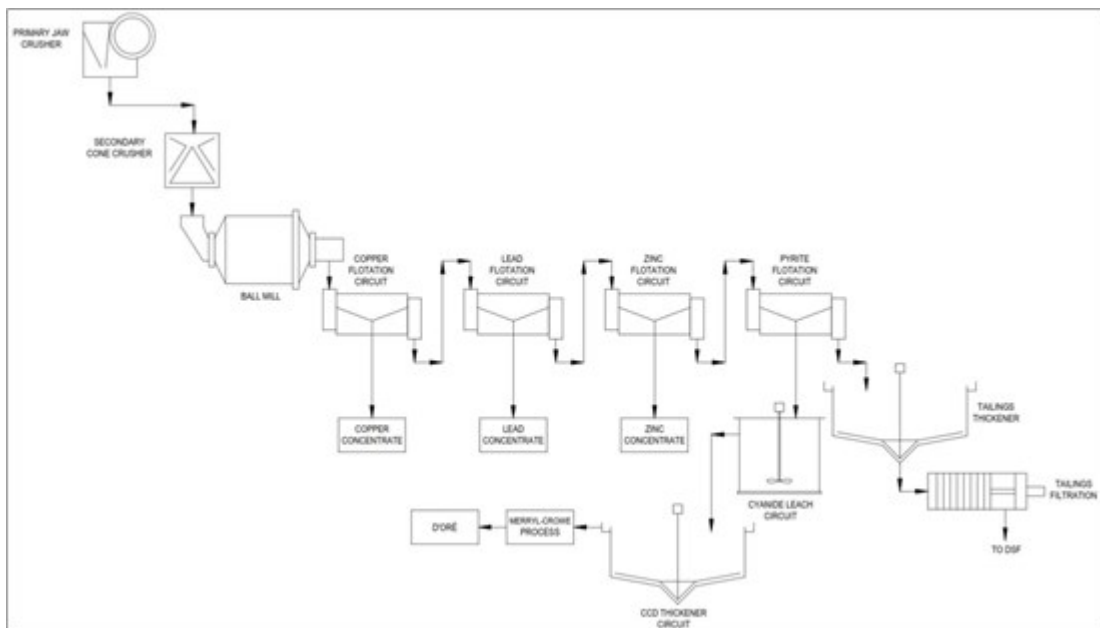 PRIMARY JAW
CRUSHER
SECONDARY
CONE CRUSHER
BALL MILL
COPPER
FLOTATION
CIRCUIT
LEAD
FLOTATION
CIRCUIT
ZINC
FLOTATION
CIRCUIT
PYRITE
FLOTATION
CIRCUIT
COPPER
CONCENTRATE
LEAD
CONCENTRATE
ZINC
CONCENTRATE
TAILINGS
THICKENER
CYANIDE LEACH
CIRCUIT
TAILINGS
FILTRATION
TO DSF
D'ORÉ
MERRYL-CROWE
PROCESS
CCD THICKENER
CIRCUIT